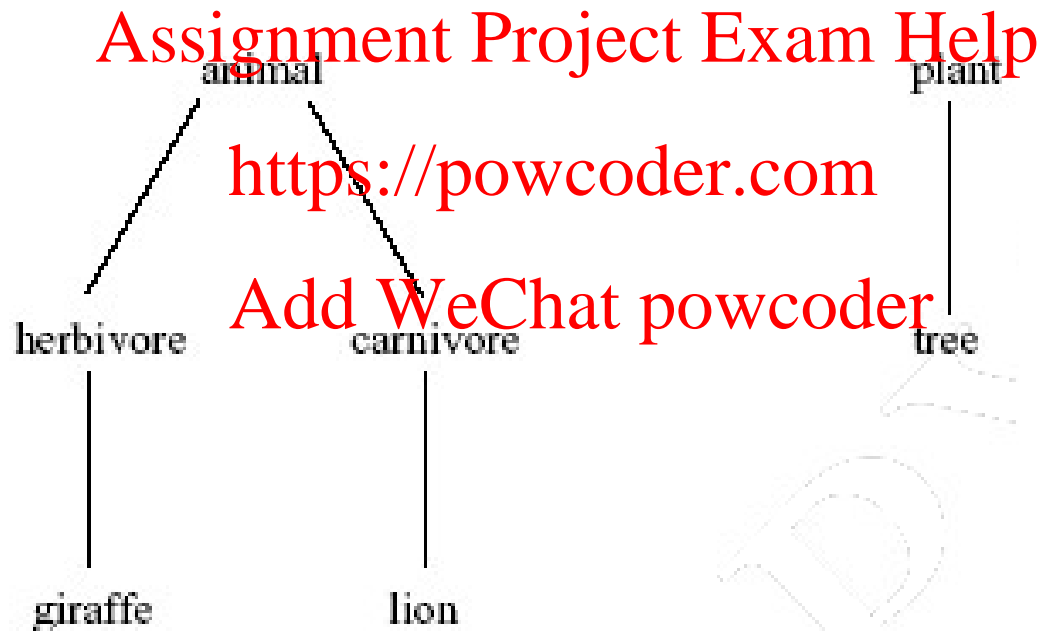 Assignment Project Exam Help
animal plant
https://powcoder.com
Add WeChat powcoder
herbivore carnivore tree
giraffe lion